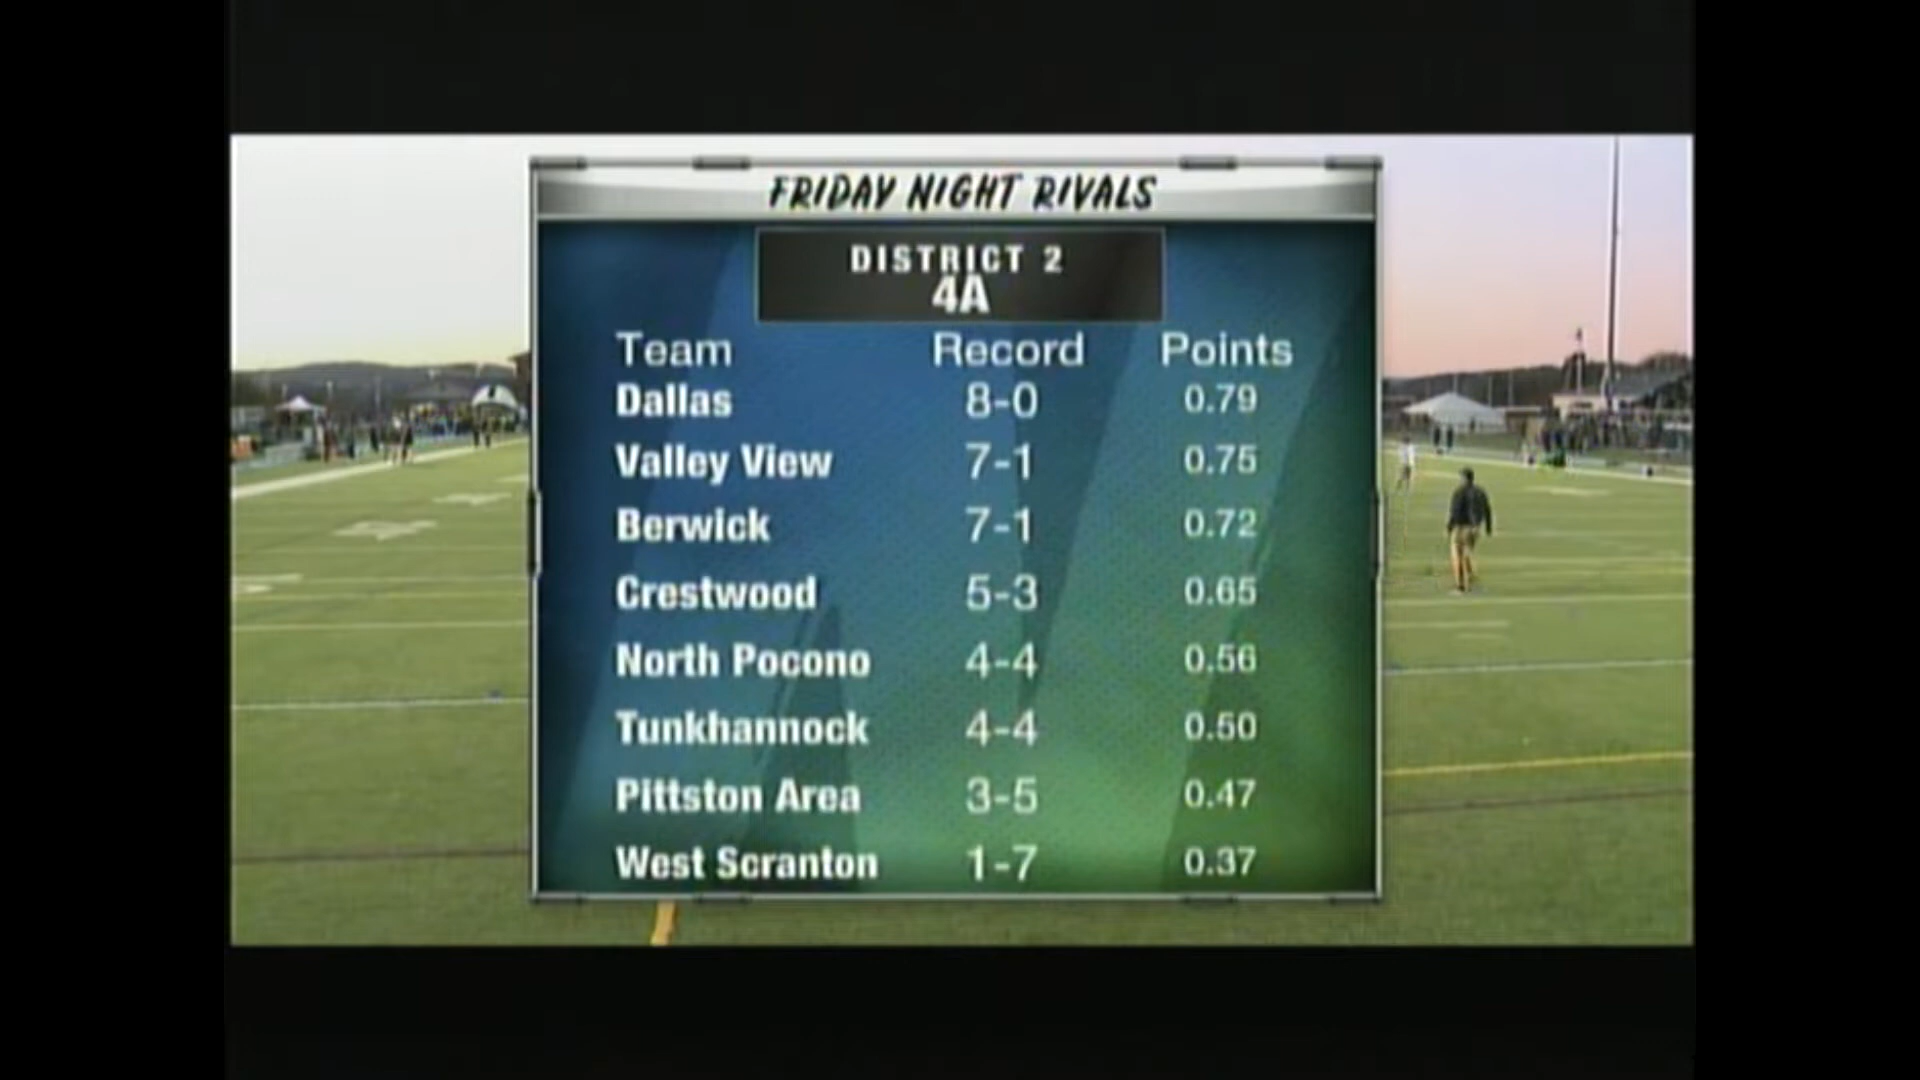 FRIDAY NIGHT RIVALS
DISTRICT 2
4A
Team Record Points
Dallas 8-0 0.79
Valley View 7-1 0.75
Berwick 7-1 0.72
Crestwood 5-3 0.65
North Pocono 4-4 0.56
Tunkhannock 4-4 0.50
Pittston Area 3-5 0.47
West Scranton 1-7 0.37